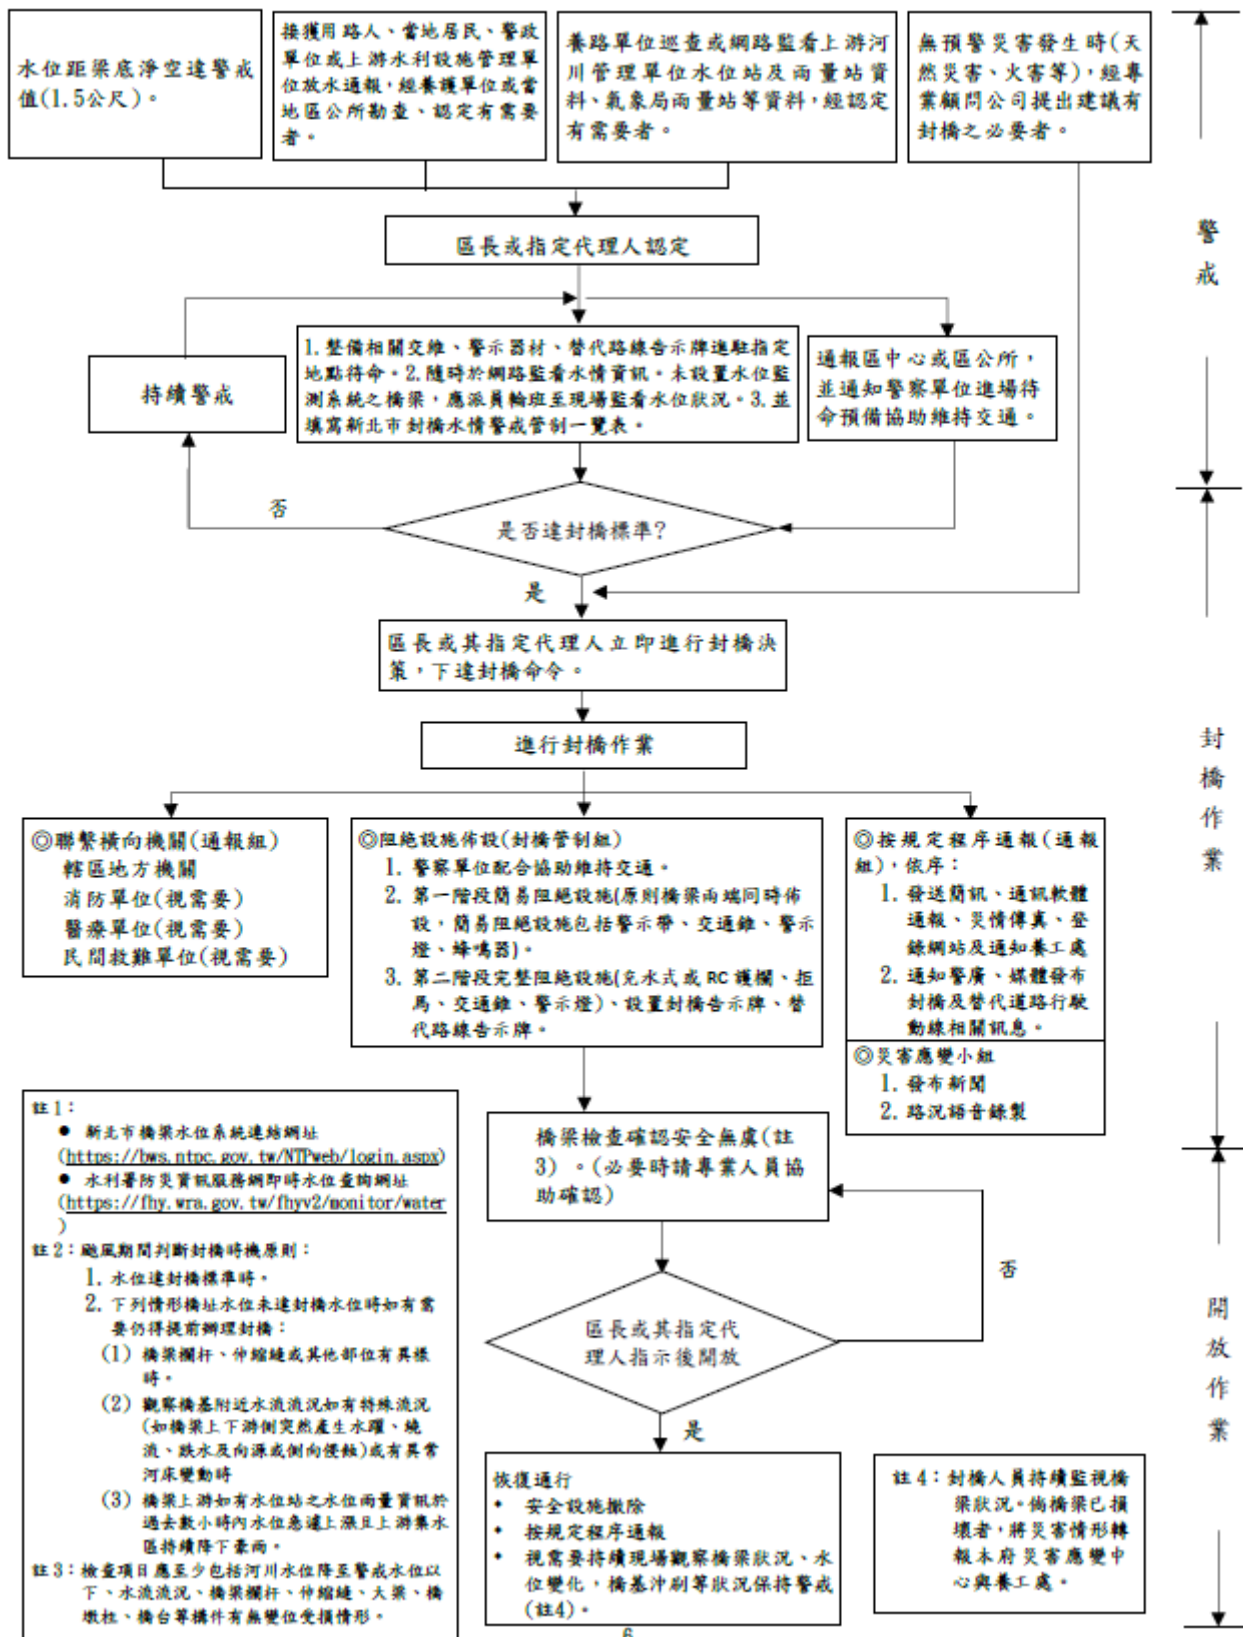 水位距梁底淨空達警戒
值(1.5公尺)。
接獲用路人、當地居民、警政
單位或上游水利設施管理單
位放水通報，經養護單位或當
地區公所勘查、認定有需要
者。
養路單位巡查或網路監看上游河
川管理單位水位站及雨量站資
料、氣象局雨量站等資料，經認定
有需要者。
無預警災害發生時(天
然災害、火害等)，經專
業顧問公司提出建議有
封橋之必要者。
警戒
區長或指定代理人認定
持續警戒
1.整備相關交維、警示器材、替代路線告示牌進駐指定
地點待命。2.隨時於網路監看水情資訊。未設置水位監
測系統之橋梁，應派員輪班至現場監看水位狀況。3.並
填寫新北市封橋水情警戒管制一覽表。
通報區中心或區公所，
並通知警察單位進場待
命預備協助維持交通。
否
是否達封橋標準?
是
區長或其指定代理人立即進行封橋決
策，下達封橋命令。
進行封橋作業
封橋作業
◎聯繫橫向機關(通報組)
轄區地方機關
消防單位(視需要)
醫療單位(視需要)
民間救難單位(視需要)
◎阻絕設施佈設(封橋管制組)
1. 警察單位配合協助維持交通。
2. 第一階段簡易阻絕設施(原則橋梁兩端同時佈
設，簡易阻絕設施包括警示帶、交通錐、警示
燈、蜂鳴器)。
3. 第二階段完整阻絕設施(充水式或 RC 護欄、拒
馬、交通錐、警示燈)、設置封橋告示牌、替
代路線告示牌。
◎按規定程序通報(通報
組)，依序：
1. 發送簡訊、通訊軟體
通報、災情傳真、登
錄網站及通知養工處
2. 通知警廣、媒體發布
封橋及替代道路行駛
動線相關訊息。
◎災害應變小組
1. 發布新聞
2. 路況語音錄製
註 1：
● 新北市橋梁水位系統連結網址
(https://bws.ntpc.gov.tw/NTPweb/login.aspx)
● 水利署防災資訊服務網即時水位查詢網址
(https://fhy.wra.gov.tw/fhyv2/monitor/water
)
註 2：颱風期間判斷封橋時機原則：
1. 水位達封橋標準時。
2. 下列情形橋址水位未達封橋水位時如有需
要仍得提前辦理封橋：
(1) 橋梁欄杆、伸縮縫或其他部位有異樣
時。
(2) 觀察橋基附近水流流況如有特殊流況
(如橋梁上下游側突然產生水躍、繞
流、跌水及向源或側向侵蝕)或有異常
河床變動時
(3) 橋梁上游如有水位站之水位雨量資訊於
過去數小時內水位急遽上漲且上游集水
區持續降下豪雨。
註 3：檢查項目應至少包括河川水位降至警戒水位以
下、水流流況、橋梁欄杆、伸縮縫、大梁、橋
墩柱、橋台等構件有無變位受損情形。
橋梁檢查確認安全無虞(註
3) 。(必要時請專業人員協
助確認)
否
區長或其指定代
理人指示後開放
是
恢復通行
• 安全設施撤除
• 按規定程序通報
• 視需要持續現場觀察橋梁狀況、水
位變化，橋基沖刷等狀況保持警戒
(註4)。
註 4：封橋人員持續監視橋
梁狀況。倘橋梁已損
壞者，將災害情形轉
報本府災害應變中
心與養工處。
開放作業
6